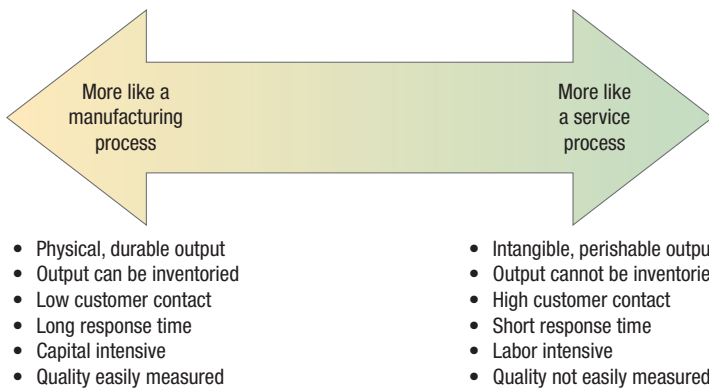 More like a
manufacturing
process
More like
a service
process
• Physical, durable output
• Output can be inventoried
• Low customer contact
• Long response time
• Capital intensive
• Quality easily measured
• Intangible, perishable outpu
• Output cannot be inventorie
• High customer contact
• Short response time
• Labor intensive
• Quality not easily measured